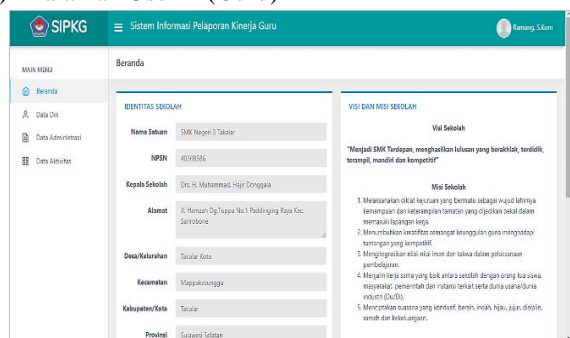 SIPKG
Sistem Informasi Pelaporan Kinerja Guru
Ramang, S.Kom
MAIN MENU
Beranda
Data Diri
Data Administrasi
Data Aktivitas
Beranda
IDENTITAS SEKOLAH
Nama Satuan SMK Negeri 3 Takalar
NPSN 40308586
Kepala Sekolah Drs. H. Muhammad, Hajir Donggala
Alamat Jl. Hamzan Dg.Tuppu No.1 Paddinging Raya Kec.
Sanrobone
Desa/Kalurahan Takalar Kota
Kecamatan Mappakasunggu
Kabupaten/Kota Takalar
Provinsi Sulawesi Selatan
VISI DAN MISI SEKOLAH
Visi Sekolah
"Menjadi SMK Terdepan, menghasilkan lulusan yang berakhlak, terdidik,
terampil, mandiri dan kompetitif"
Misi Sekolah
1. Melaksanakan diklat kejuruan yang bermutu sebagai wujud lahirnya
kemampuan dan keterampilan tamatan yang dijadikan bekal dalam
memasuki lapangan kerja.
2. Menumbuhkan kreatifitas semangat keunggulan guna menghadapi
tantangan yang kompetitif.
3. Mengitegrasikan nilai nilai iman dan takwa dalam pelaksanaan
pembelajaran.
4. Menjalin kerja sama yang baik antara sekolah dengan orang tua siswa,
masyarakat, pemerintah dan instansi terkait serta dunia usaha/dunia
industri (Du/Di).
5. Menciptakan suasana yang kondusif, bersih, indah, hijau, jujur, disiplin,
ramah dan kekeluargaan.